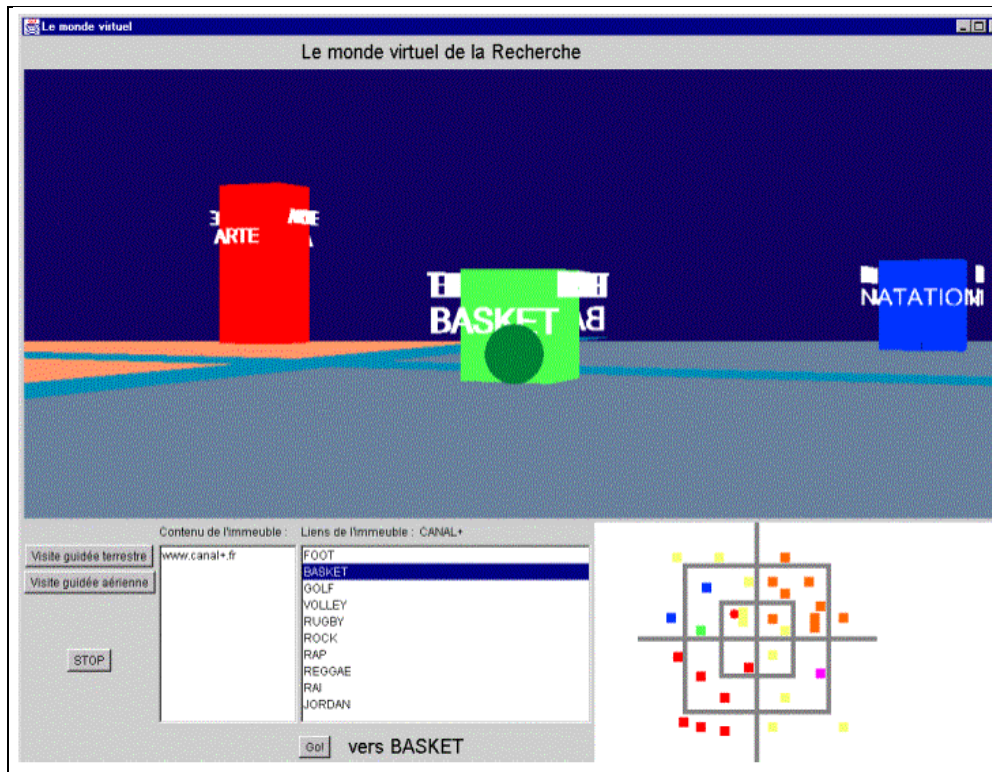 Le monde virtuel
Le monde virtuel de la Recherche
ARTE
BASKET
NATATION
Contenu de l'immeuble :
Liens de l'immeuble : CANAL+
Visite guidée terrestre
Visite guidée aérienne
STOP
www.canal+.fr
FOOT
BASKET
GOLF
VOLLEY
RUGBY
ROCK
RAP
REGGAE
RAI
JORDAN
Go!
vers BASKET